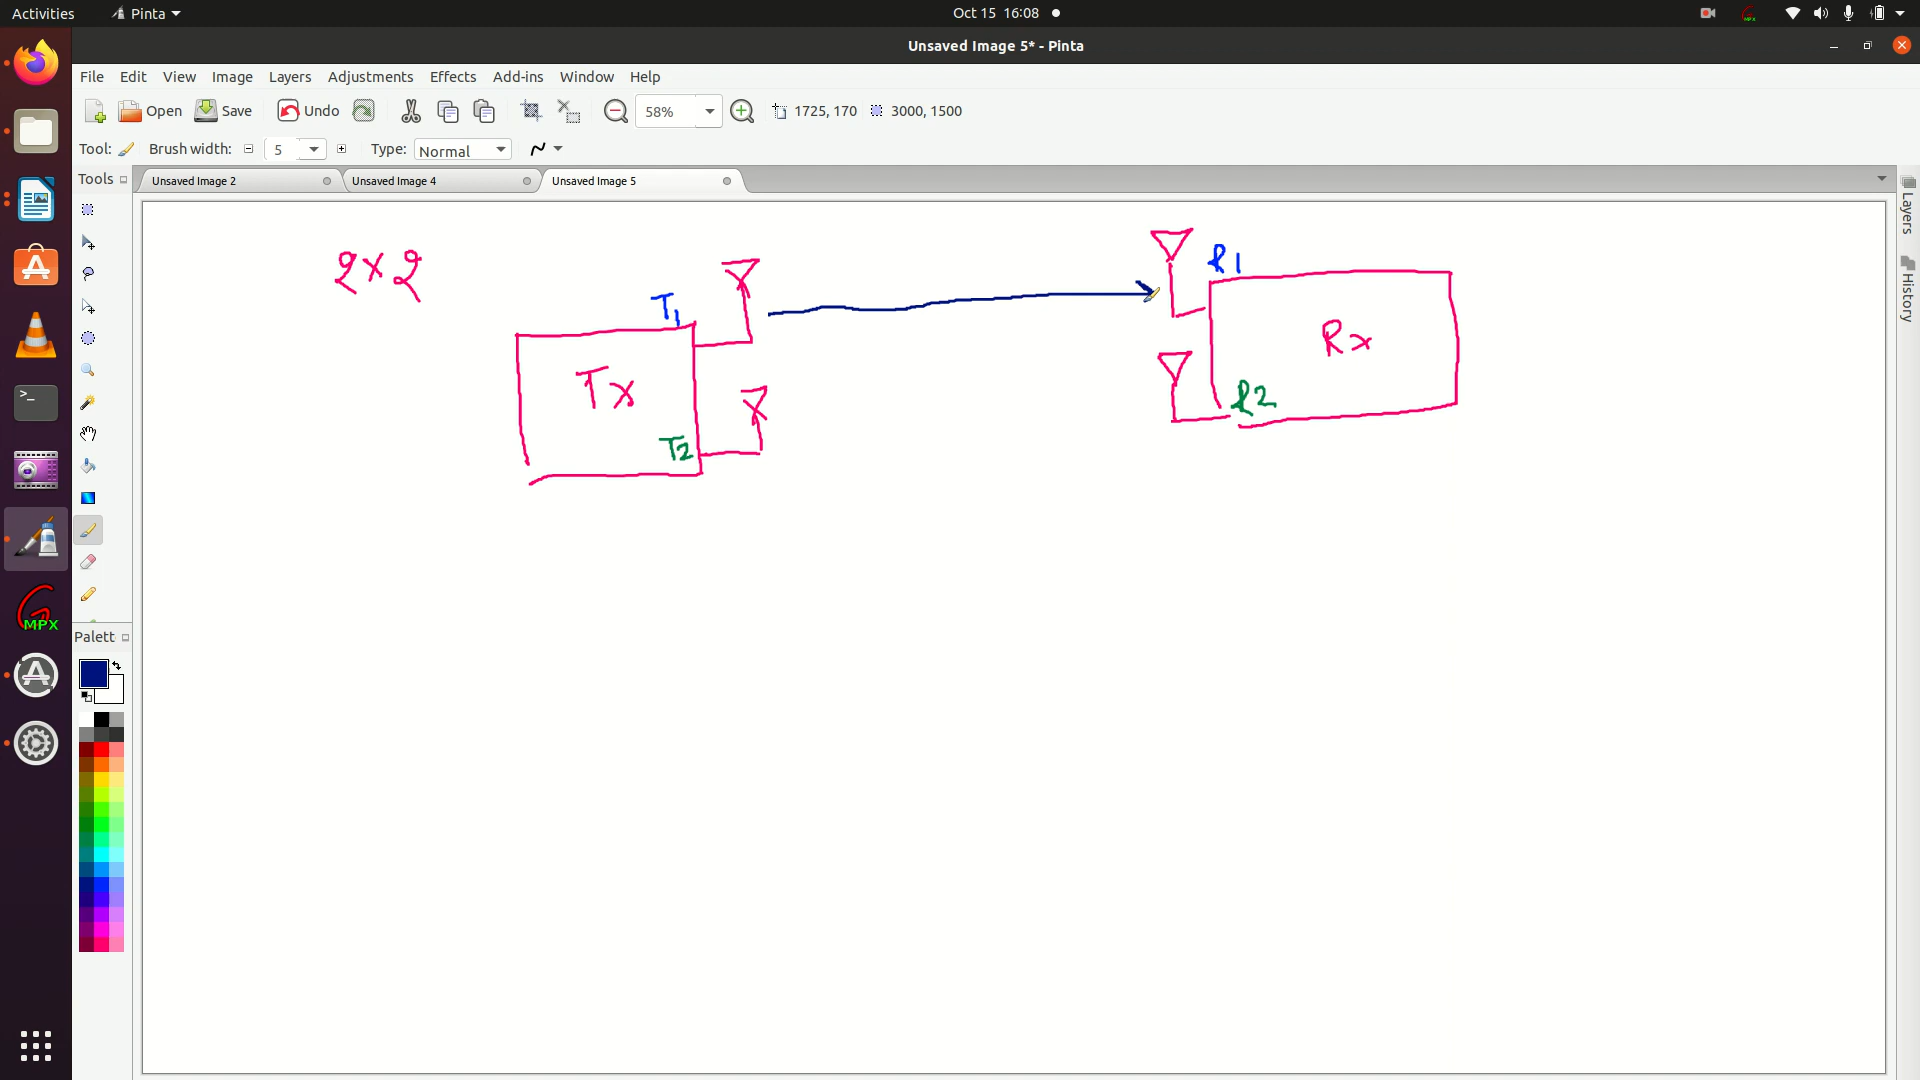 Activities
Pinta
Oct 15 16:08
Unsaved Image 5* - Pinta
File Edit View Image Layers Adjustments Effects Add-ins Window Help
Open Save Undo 58% 1725, 170 3000, 1500
Tool: Brush width: 5 Type: Normal
Tools
Unsaved Image 2
Unsaved Image 4
Unsaved Image 5
Layers
History
2x2
T1
Tx
T2
R1
Rx
R2
>_
MPX
Palett